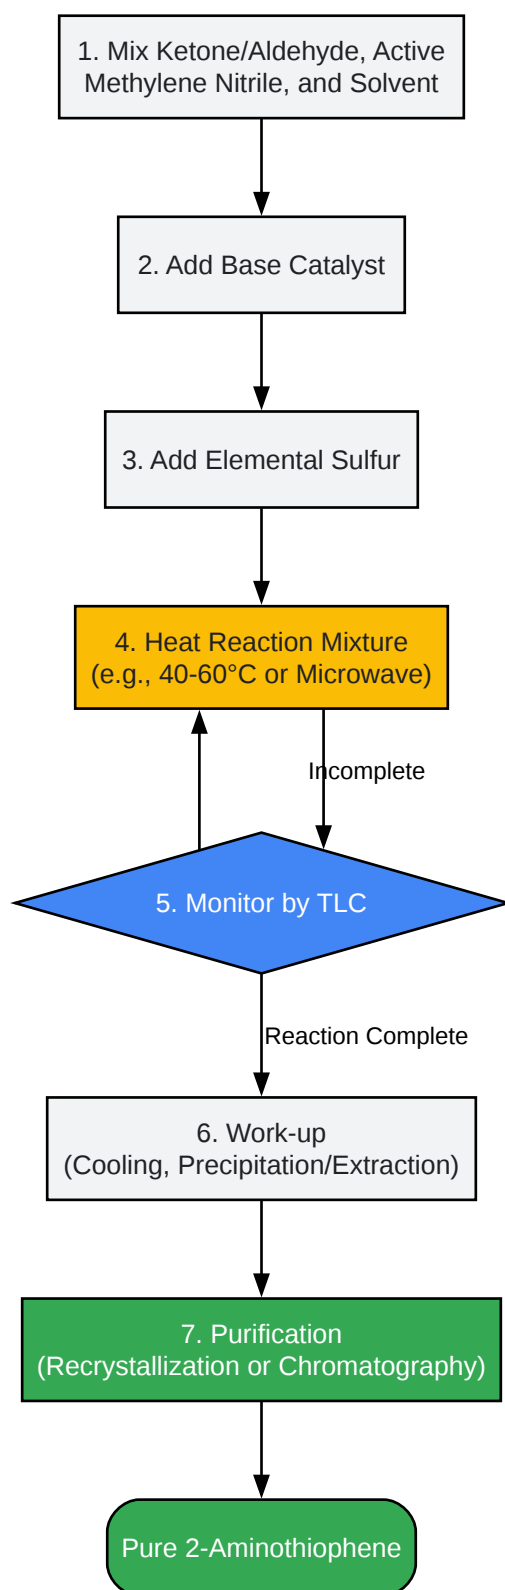 1. Mix Ketone/Aldehyde, Active
Methylene Nitrile, and Solvent
2. Add Base Catalyst
3. Add Elemental Sulfur
4. Heat Reaction Mixture
(e.g., 40-60°C or Microwave)
Incomplete
5. Monitor by TLC
Reaction Complete
6. Work-up
(Cooling, Precipitation/Extraction)
7. Purification
(Recrystallization or Chromatography)
Pure 2-Aminothiophene